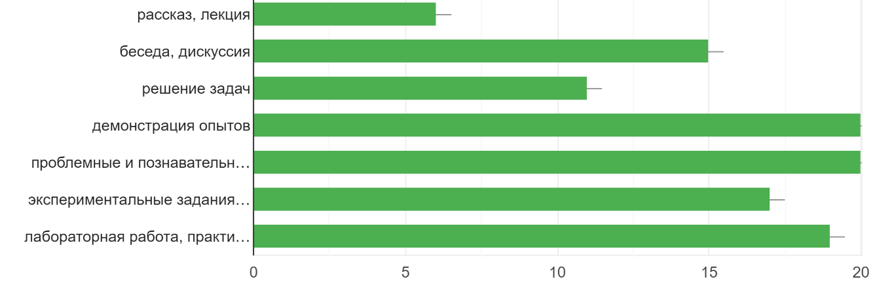 рассказ, лекция
беседа, дискуссия
решение задач
демонстрация опытов
проблемные и познавательн…
экспериментальные задания…
лабораторная работа, практи…
0 5 10 15 20